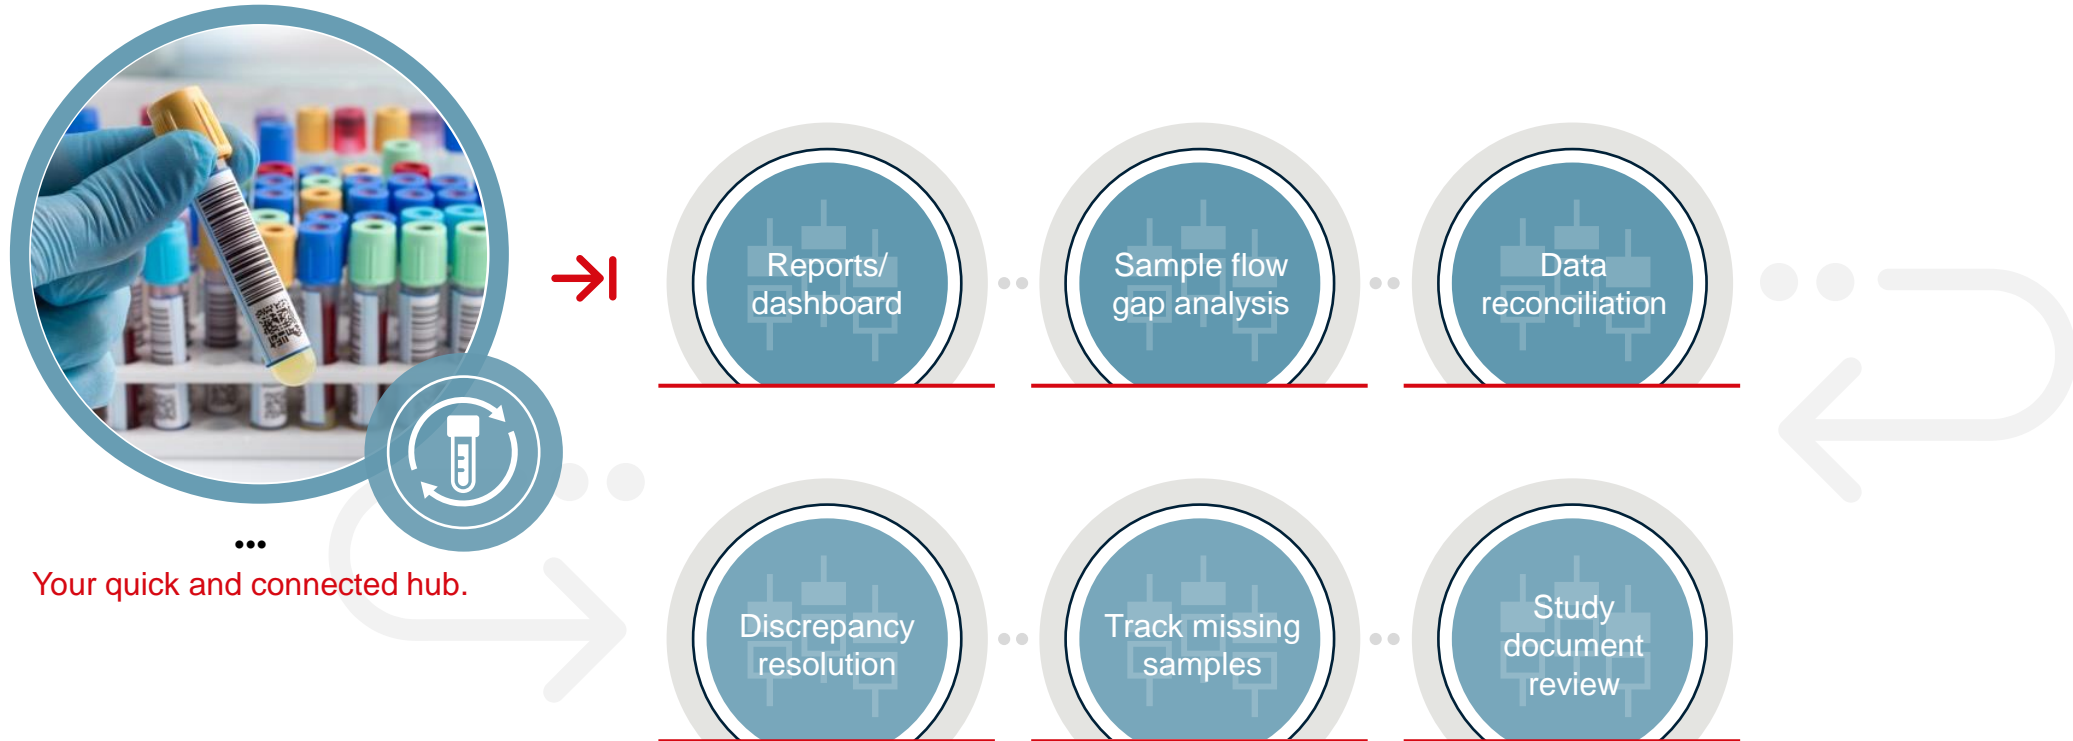 Reports/
dashboard
Sample flow
gap analysis
Data
reconciliation
...
Your quick and connected hub.
Discrepancy
resolution
Track missing
samples
Study
document
review